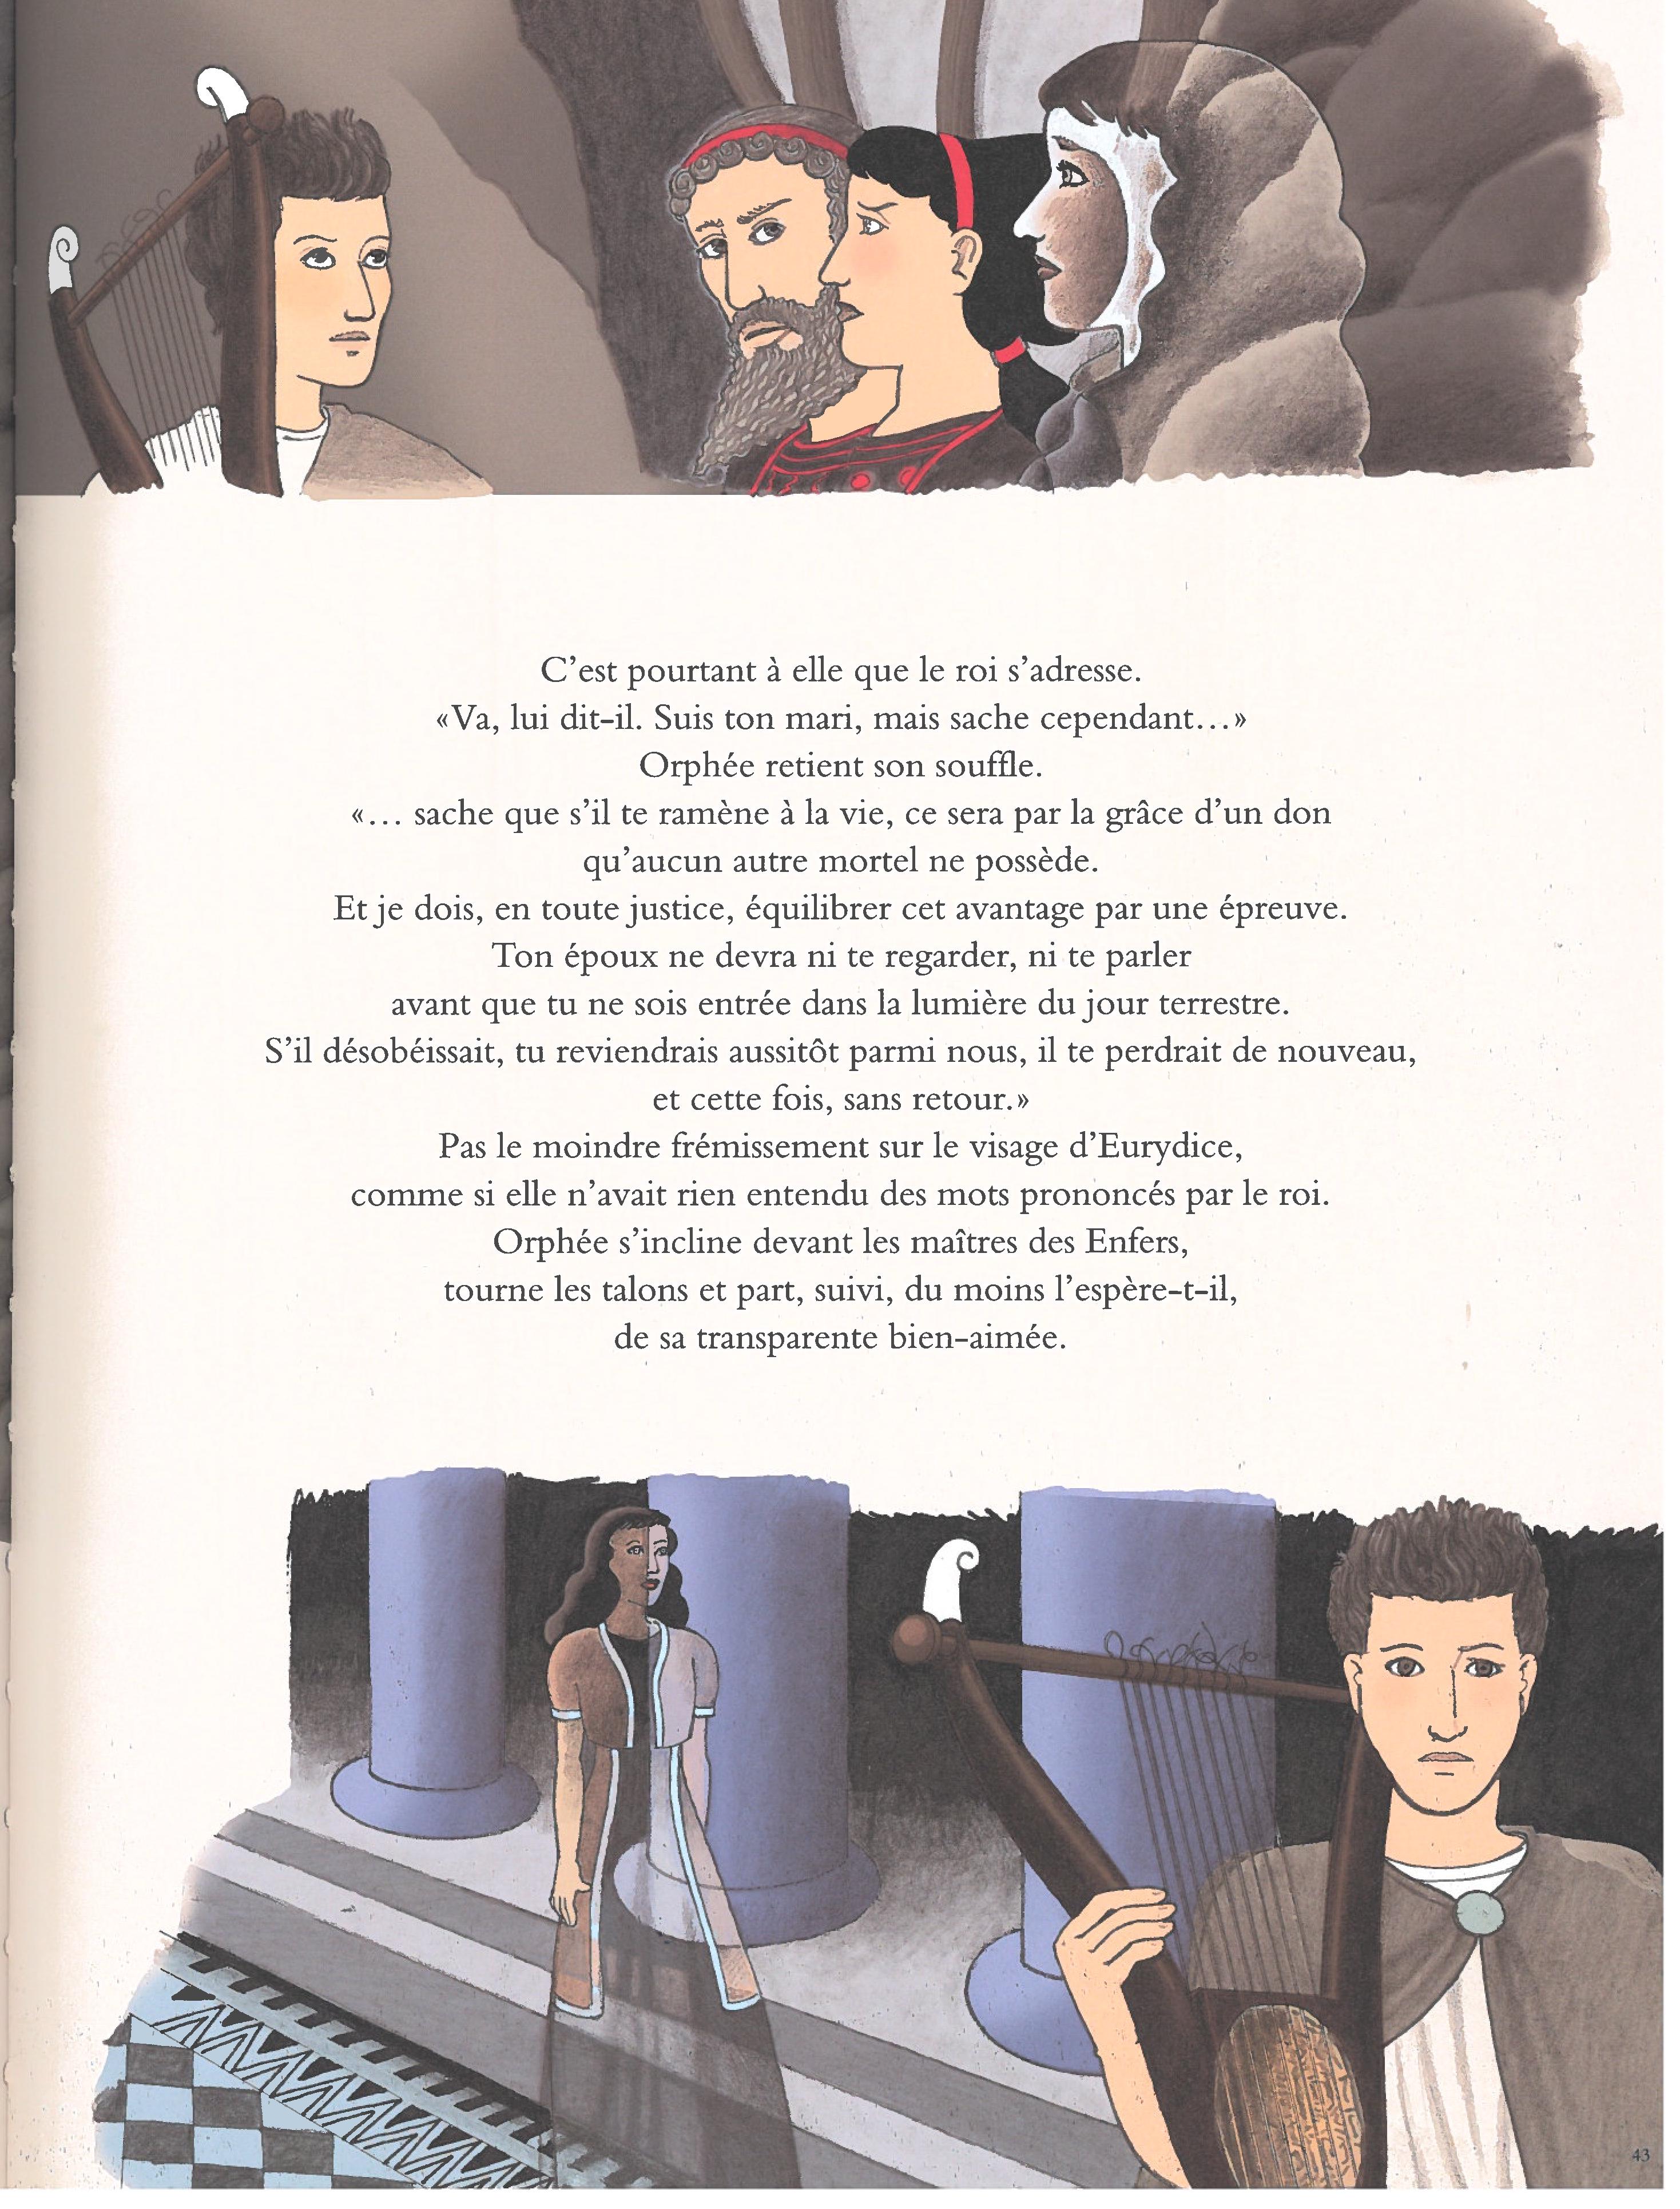 C'est pourtant à elle que le roi s'adresse.
«Va, lui dit-il. Suis ton mari, mais sache cependant…»
Orphée retient son souffle.
«… sache que s'il te ramène à la vie, ce sera par la grâce d'un don
qu'aucun autre mortel ne possède.
Et je dois, en toute justice, équilibrer cet avantage par une épreuve.
Ton époux ne devra ni te regarder, ni te parler
avant que tu ne sois entrée dans la lumière du jour terrestre.
S'il désobéissait, tu reviendrais aussitôt parmi nous, il te perdrait de nouveau,
et cette fois, sans retour.»
Pas le moindre frémissement sur le visage d'Eurydice,
comme si elle n'avait rien entendu des mots prononcés par le roi.
Orphée s'incline devant les maîtres des Enfers,
tourne les talons et part, suivi, du moins l'espère-t-il,
de sa transparente bien-aimée.
43